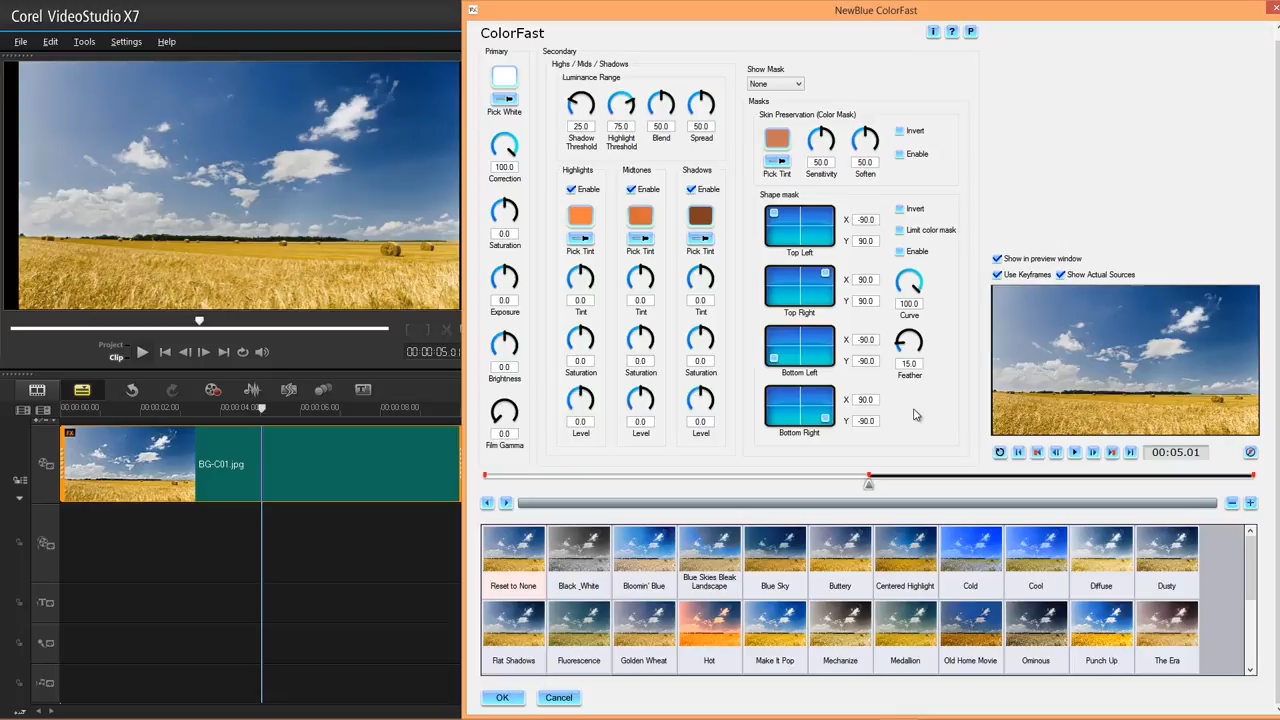 Corel VideoStudio X7
File Edit Tools Settings Help
Project
Clip
00:00:05.01
00:00:00.00 00:00:02.00 00:00:04.00 00:00:06.00 00:00:08.00
FX
BG-C01.jpg
FX NewBlue ColorFast
ColorFast
i ? P
Primary
Pick White
100.0
Correction
0.0
Saturation
0.0
Exposure
0.0
Brightness
0.0
Film Gamma
Secondary
Highs / Mids / Shadows
Luminance Range
25.0 75.0 50.0 50.0
Shadow Threshold Highlight Threshold Blend Spread
Highlights Midtones Shadows
Enable Enable Enable
Pick Tint Pick Tint Pick Tint
0.0 0.0 0.0
Tint Tint Tint
0.0 0.0 0.0
Saturation Saturation Saturation
0.0 0.0 0.0
Level Level Level
Show Mask
None
Masks
Skin Preservation (Color Mask)
Pick Tint
50.0 50.0
Sensitivity Soften
Invert
Enable
Shape mask
X -90.0
Y 90.0
Top Left
X 90.0
Y 90.0
Top Right
X -90.0
Y -90.0
Bottom Left
X 90.0
Y -90.0
Bottom Right
Invert
Limit color mask
Enable
100.0
Curve
15.0
Feather
Show in preview window
Use Keyframes Show Actual Sources
00:00:05.01
Reset to None Black _White Bloomin' Blue Blue Skies Bleak Landscape Blue Sky Buttery Centered Highlight Cold Cool Diffuse Dusty
Flat Shadows Fluorescence Golden Wheat Hot Make It Pop Mechanize Medallion Old Home Movie Ominous Punch Up The Era
OK Cancel